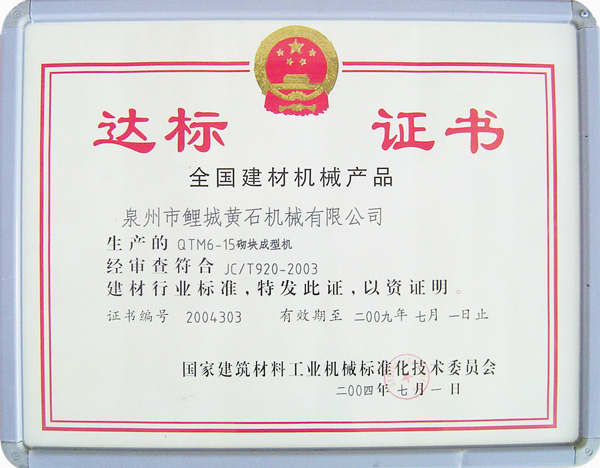 达标 证书
全国建材机械产品
泉州市鲤城黄石机械有限公司
生产的 QTM6-15砌块成型机
经审查符合 JC/T920-2003
建材行业标准，特发此证，以资证明。
证书编号 2004303 有效期至 二00九年 七月 一日止
国家建筑材料工业机械标准化技术委员会
二00四年 七月 一日